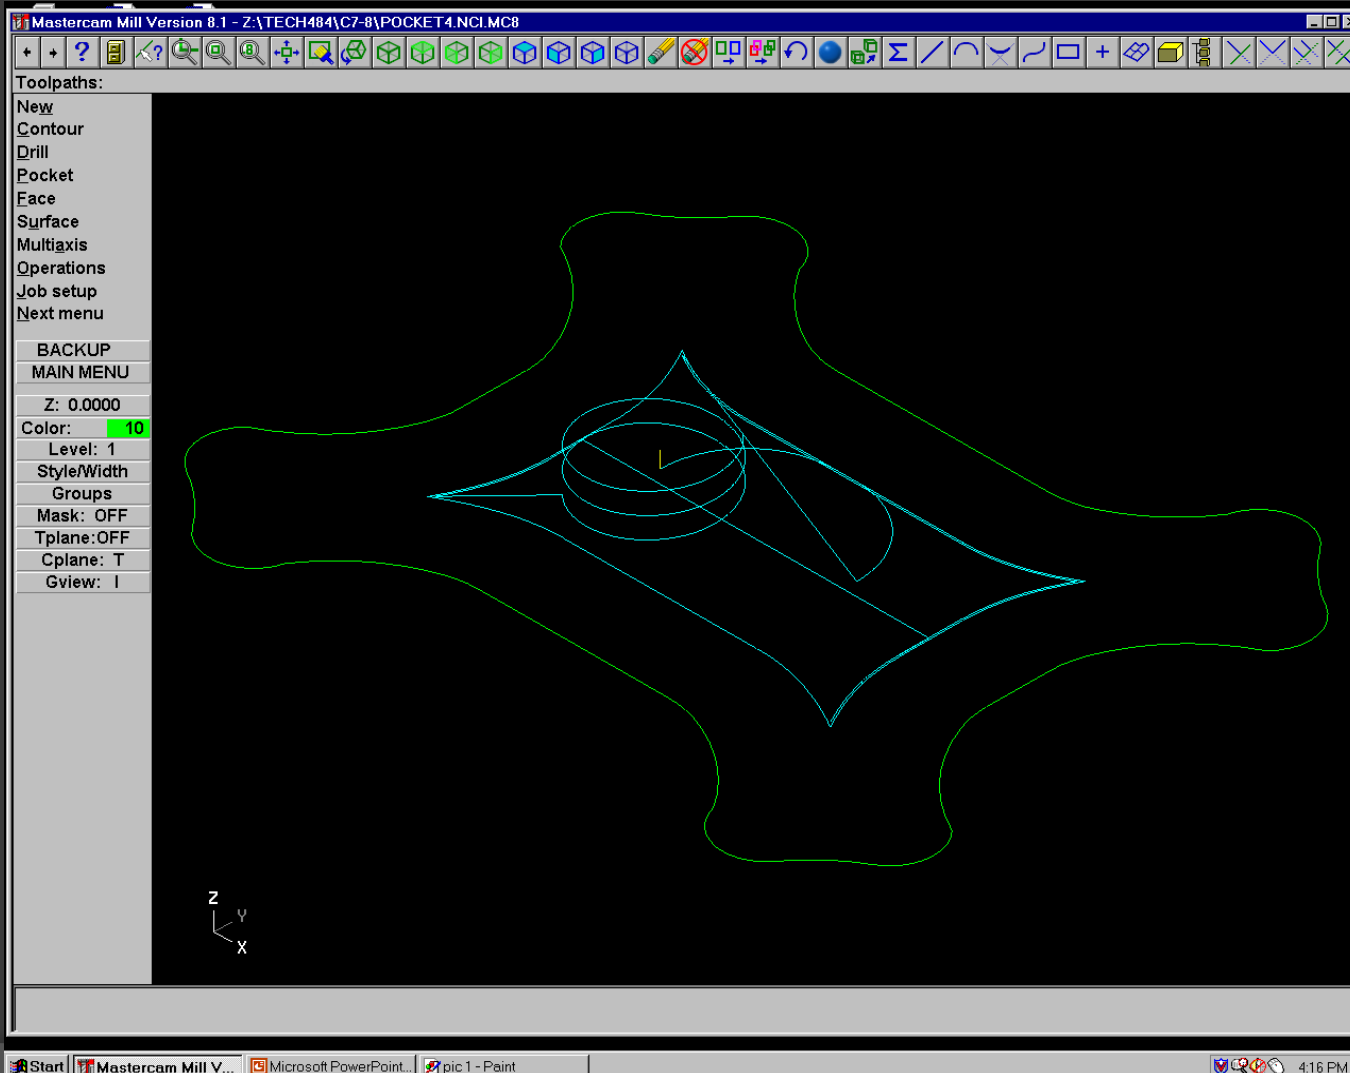 Mastercam Mill Version 8.1 - Z:\TECH484\C7-8\POCKET4.NCI.MC8
Toolpaths:
New
Contour
Drill
Pocket
Face
Surface
Multiaxis
Operations
Job setup
Next menu
BACKUP
MAIN MENU
Z: 0.0000
Color: 10
Level: 1
Style/Width
Groups
Mask: OFF
Tplane:OFF
Cplane: T
Gview: I
Z
Y
X
Start
Mastercam Mill V...
Microsoft PowerPoint...
pic 1 - Paint
4:16 PM